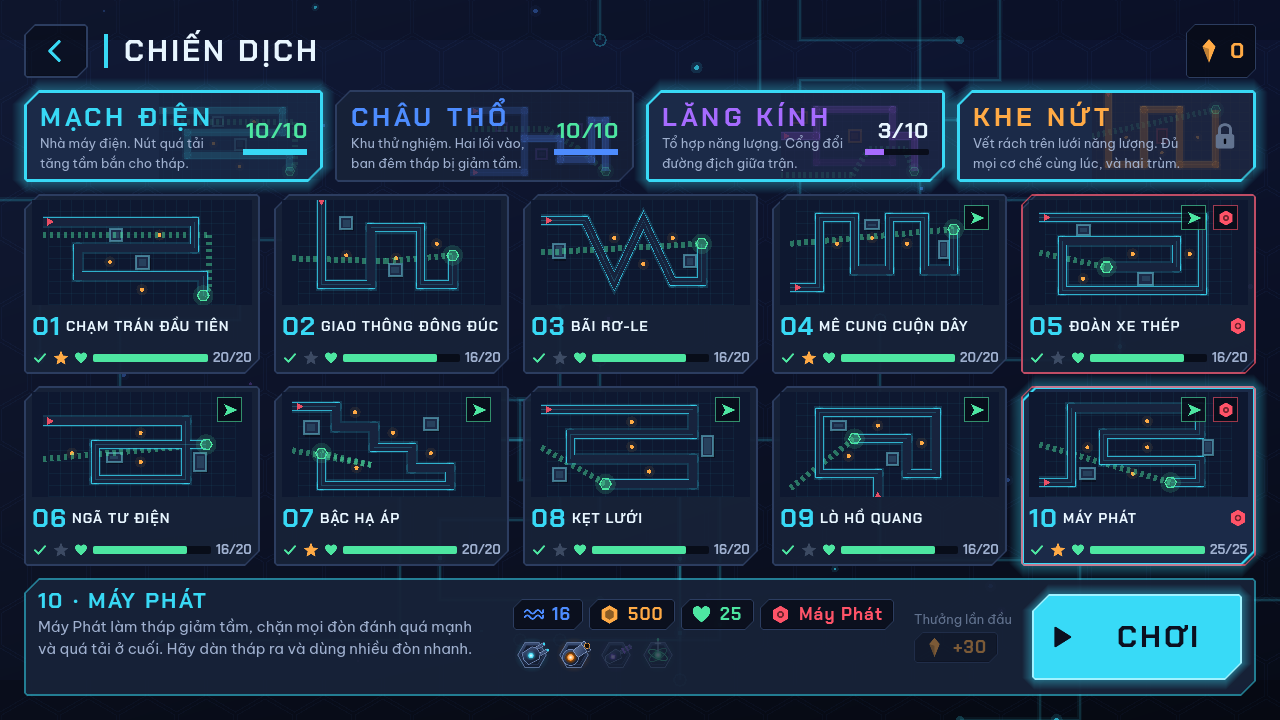 CHIẾN DỊCH
0
MẠCH ĐIỆN
Nhà máy điện. Nút quá tải
tăng tầm bắn cho tháp.
10/10
CHÂU THỔ
Khu thử nghiệm. Hai lối vào,
ban đêm tháp bị giảm tầm.
10/10
LĂNG KÍNH
Tổ hợp năng lượng. Cổng đổi
đường địch giữa trận.
3/10
KHE NỨT
Vết rách trên lưới năng lượng. Đủ
mọi cơ chế cùng lúc, và hai trùm.
01 CHẠM TRÁN ĐẦU TIÊN
20/20
02 GIAO THÔNG ĐÔNG ĐÚC
16/20
03 BÃI RƠ-LE
16/20
04 MÊ CUNG CUỘN DÂY
20/20
05 ĐOÀN XE THÉP
16/20
06 NGÃ TƯ ĐIỆN
16/20
07 BẬC HẠ ÁP
20/20
08 KẸT LƯỚI
16/20
09 LÒ HỒ QUANG
16/20
10 MÁY PHÁT
25/25
10 · MÁY PHÁT
Máy Phát làm tháp giảm tầm, chặn mọi đòn đánh quá mạnh
và quá tải ở cuối. Hãy dàn tháp ra và dùng nhiều đòn nhanh.
16
500
25
Máy Phát
Thưởng lần đầu
+30
CHƠI